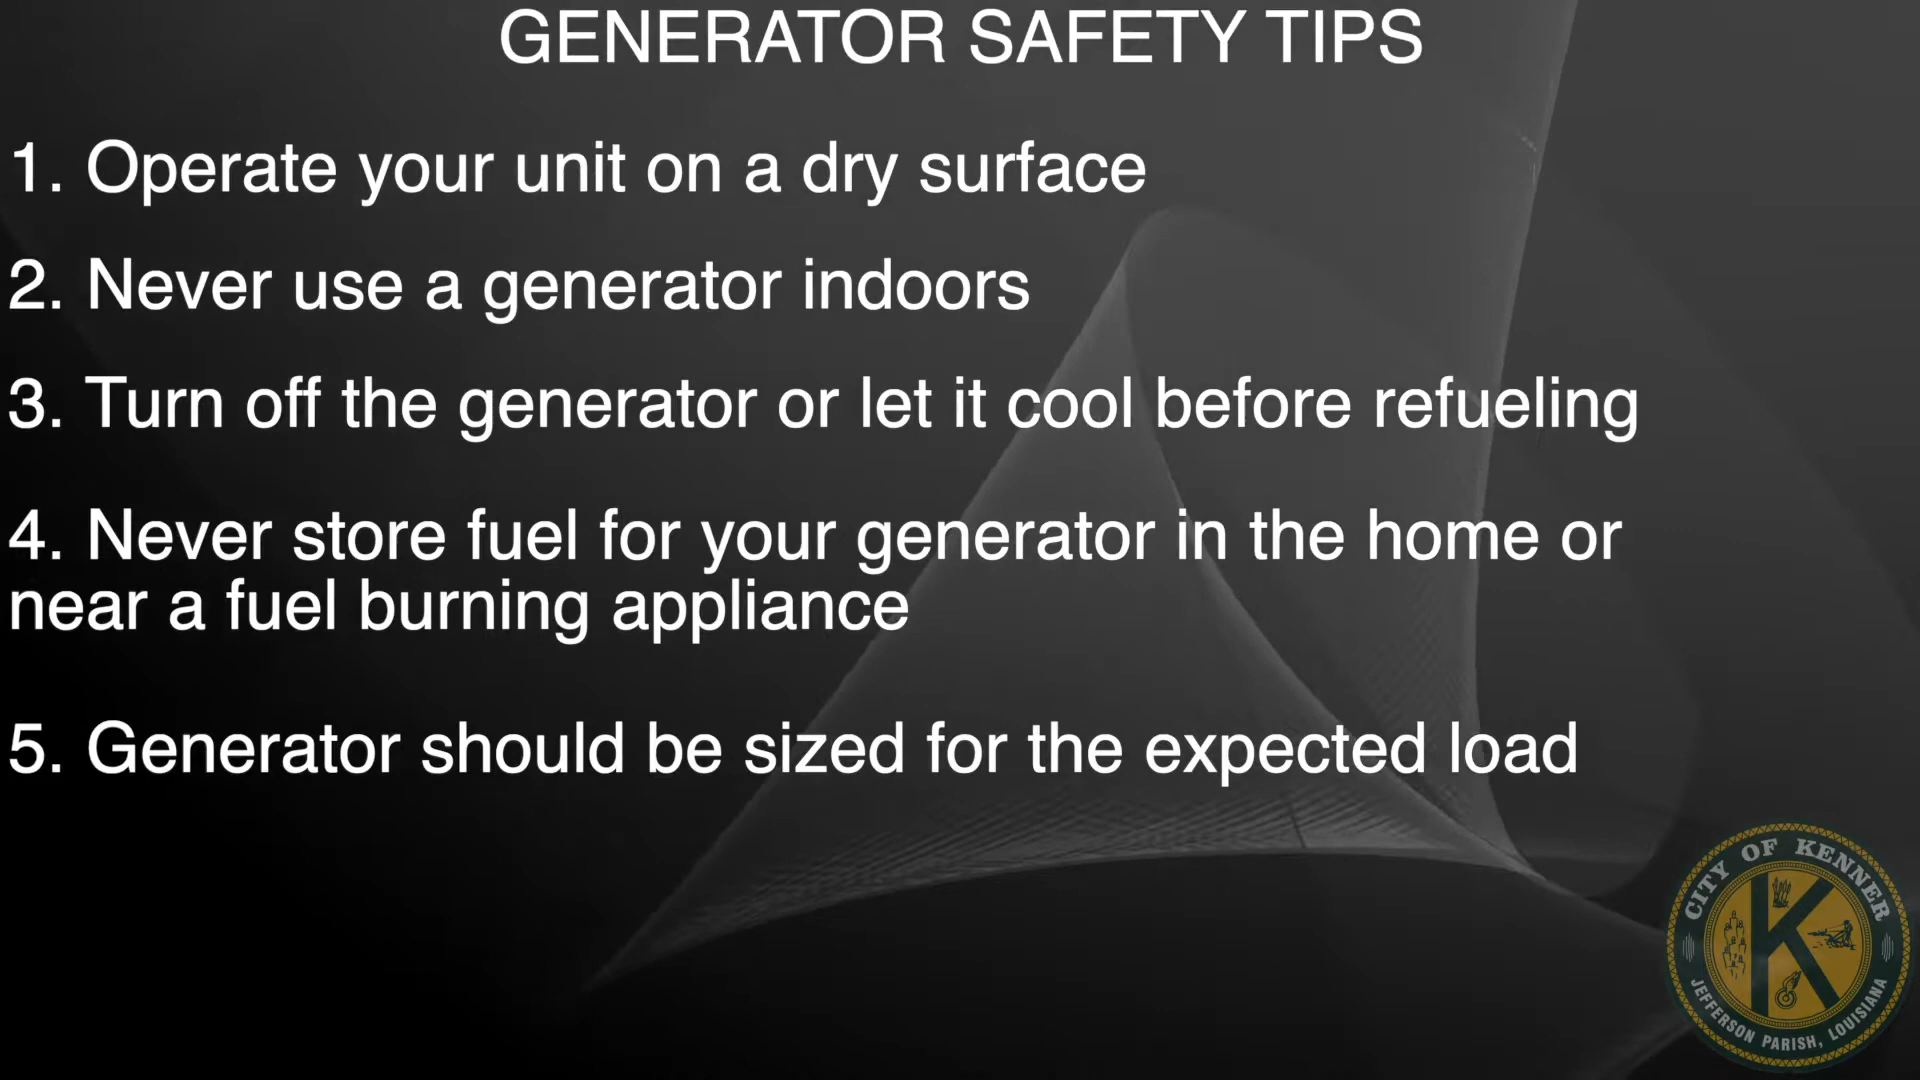 GENERATOR SAFETY TIPS
1. Operate your unit on a dry surface
2. Never use a generator indoors
3. Turn off the generator or let it cool before refueling
4. Never store fuel for your generator in the home or
near a fuel burning appliance
5. Generator should be sized for the expected load
CITY OF KENNER
K
JEFFERSON PARISH, LOUISIANA